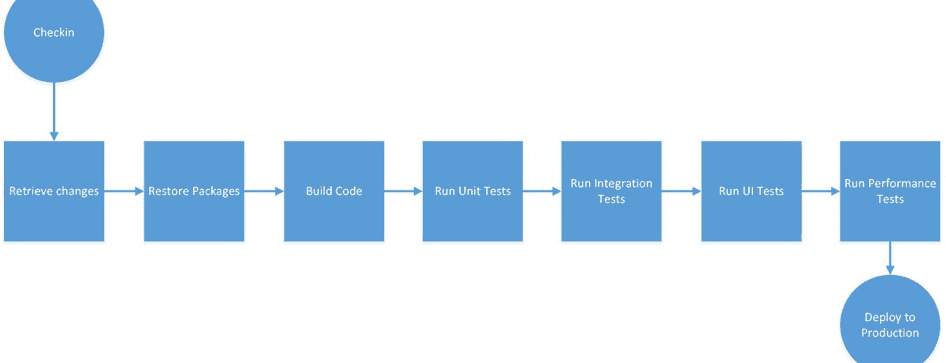 Checkin
Retrieve changes
Restore Packages
Build Code
Run Unit Tests
Run Integration
Tests
Run UI Tests
Run Performance
Tests
Deploy to
Production